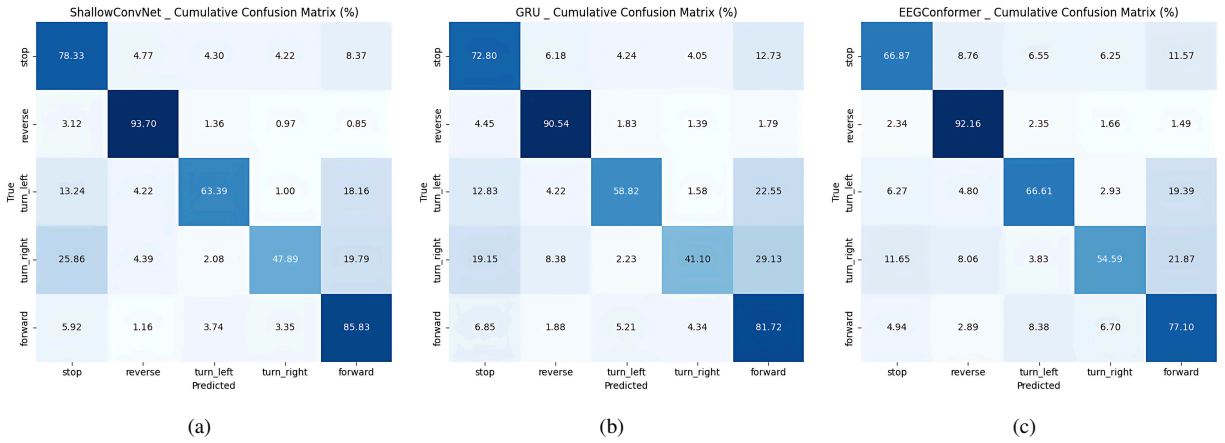 ShallowConvNet _ Cumulative Confusion Matrix (%)
stop 78.33 4.77 4.30 4.22 8.37
reverse 3.12 93.70 1.36 0.97 0.85
True
turn_left 13.24 4.22 63.39 1.00 18.16
turn_right 25.86 4.39 2.08 47.89 19.79
forward 5.92 1.16 3.74 3.35 85.83
stop reverse turn_left turn_right forward
Predicted
(a)
GRU _ Cumulative Confusion Matrix (%)
stop 72.80 6.18 4.24 4.05 12.73
reverse 4.45 90.54 1.83 1.39 1.79
True
turn_left 12.83 4.22 58.82 1.58 22.55
turn_right 19.15 8.38 2.23 41.10 29.13
forward 6.85 1.88 5.21 4.34 81.72
stop reverse turn_left turn_right forward
Predicted
(b)
EEGConformer _ Cumulative Confusion Matrix (%)
stop 66.87 8.76 6.55 6.25 11.57
reverse 2.34 92.16 2.35 1.66 1.49
True
turn_left 6.27 4.80 66.61 2.93 19.39
turn_right 11.65 8.06 3.83 54.59 21.87
forward 4.94 2.89 8.38 6.70 77.10
stop reverse turn_left turn_right forward
Predicted
(c)